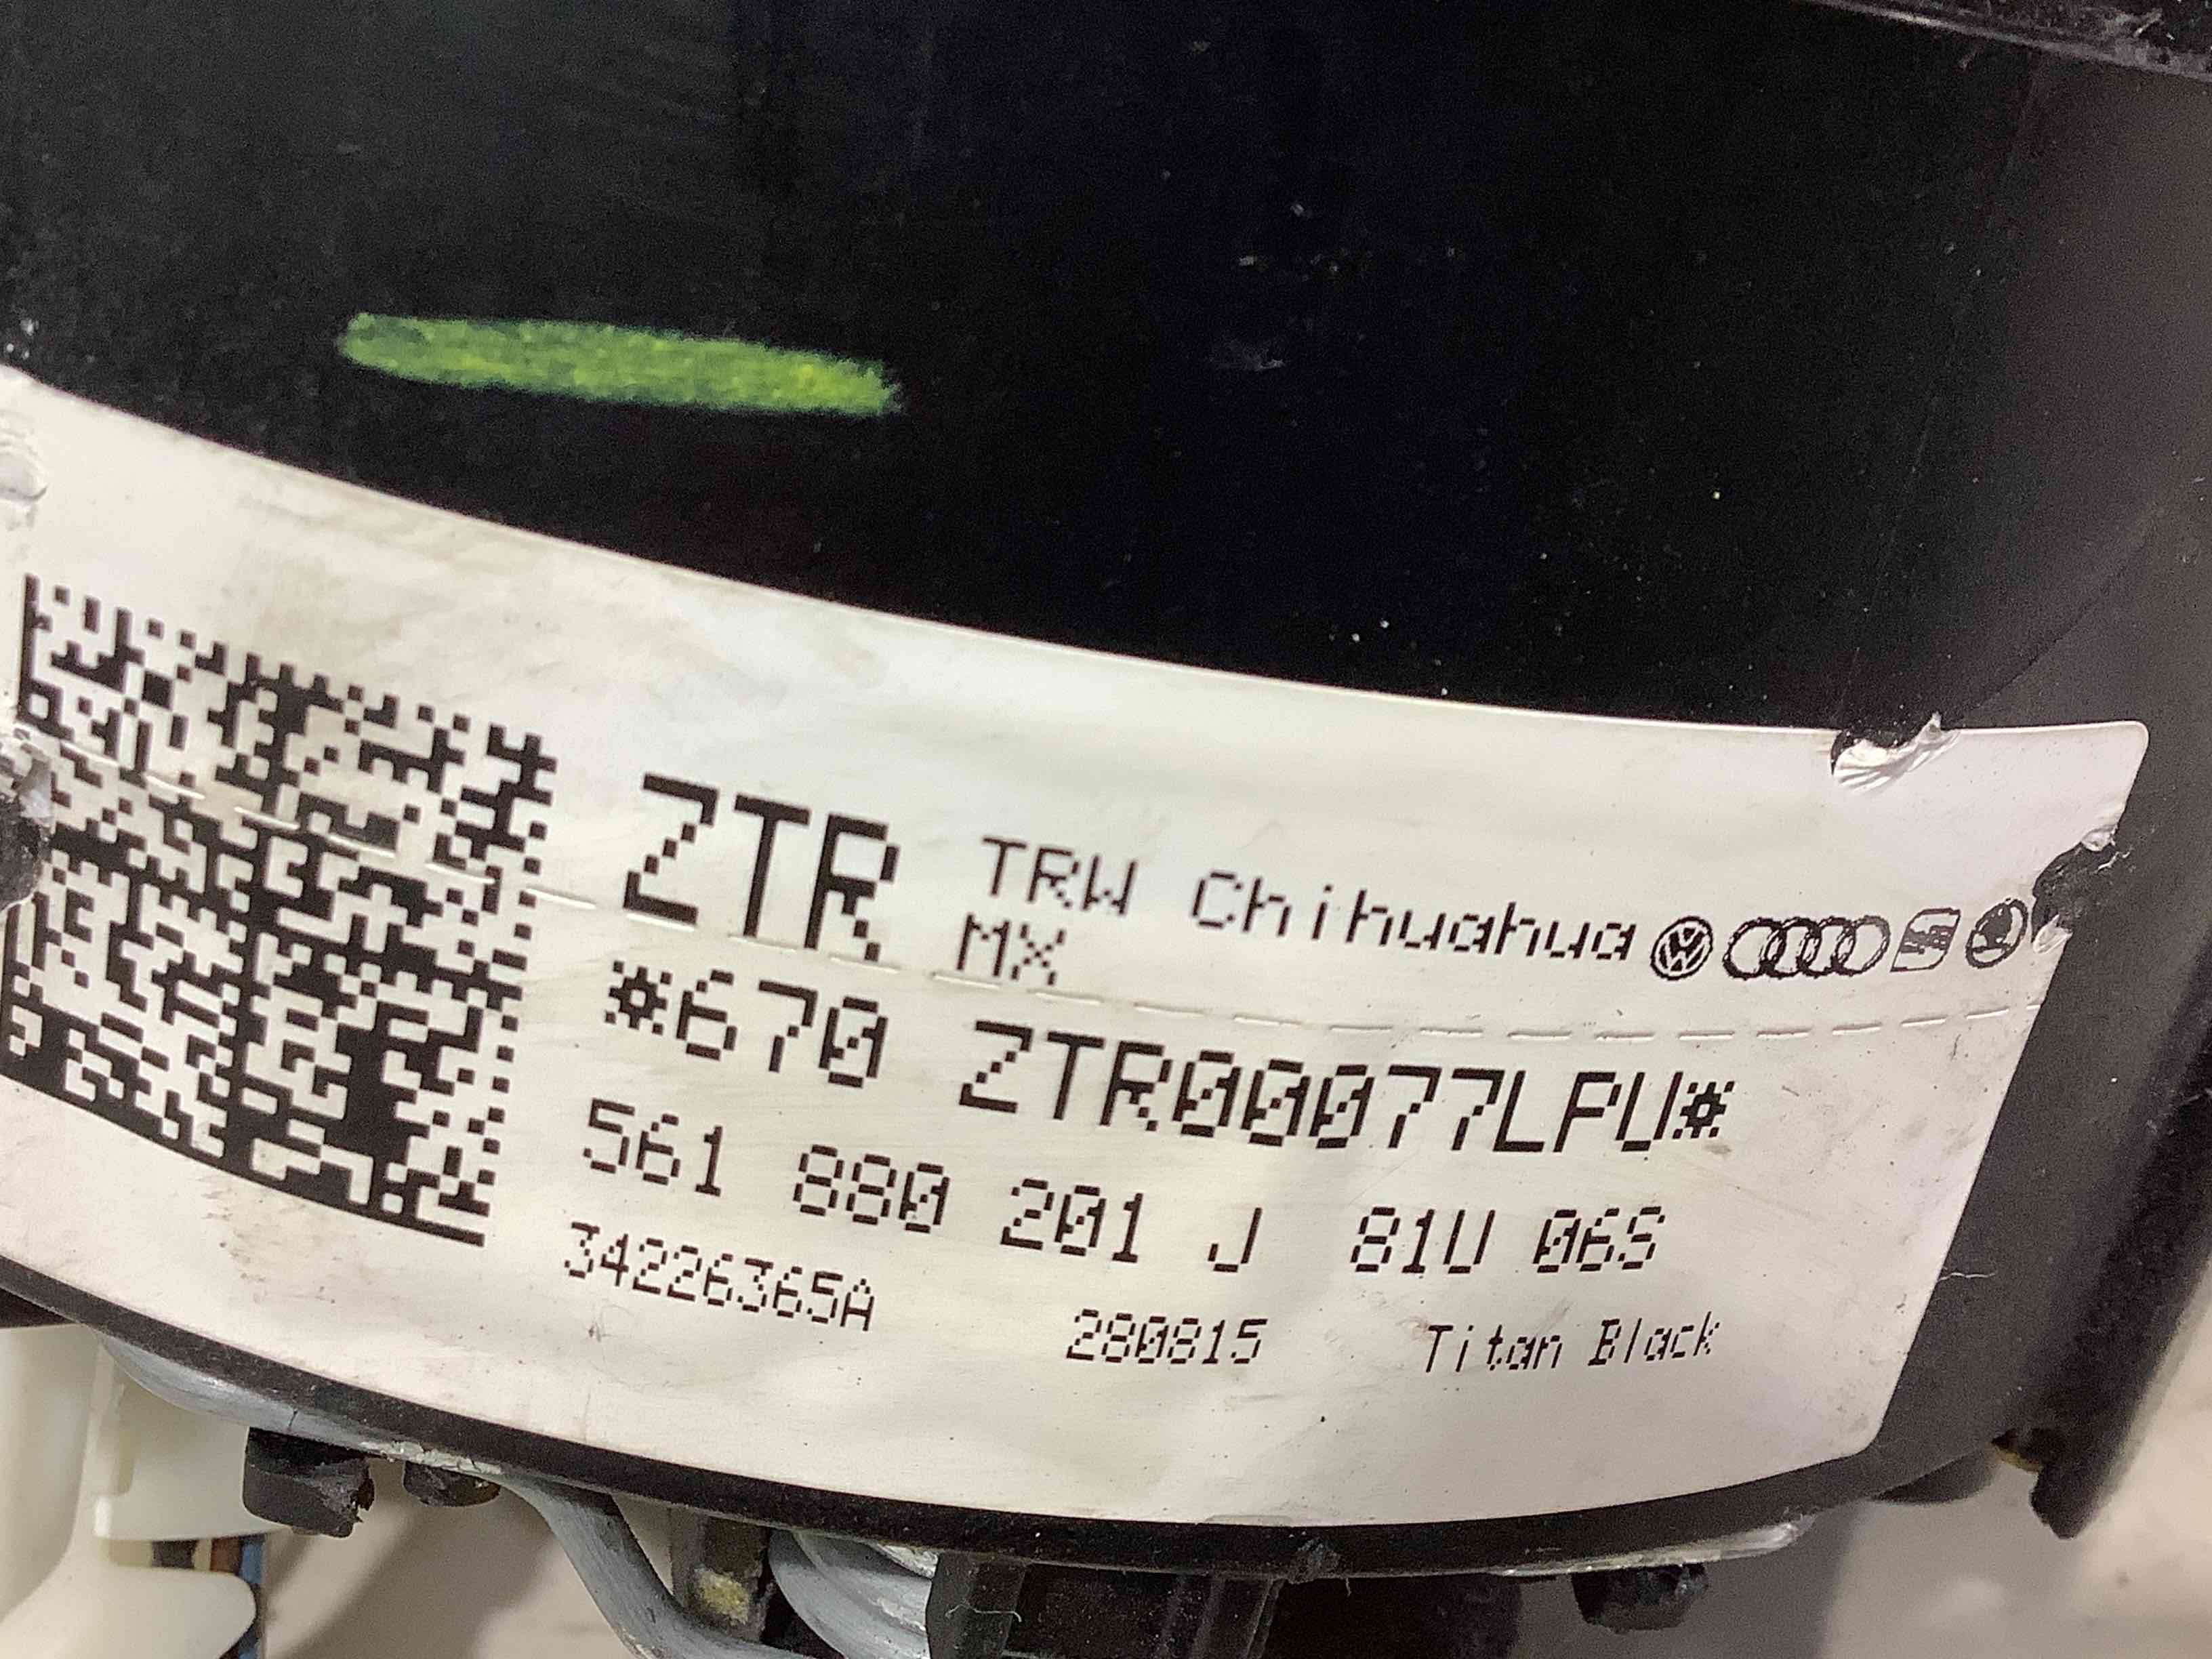 ZTR TRW Chihuahua
MX
*670 ZTR00077LPU*
561 880 201 J 81U 06S
34226365A 280815 Titan Black